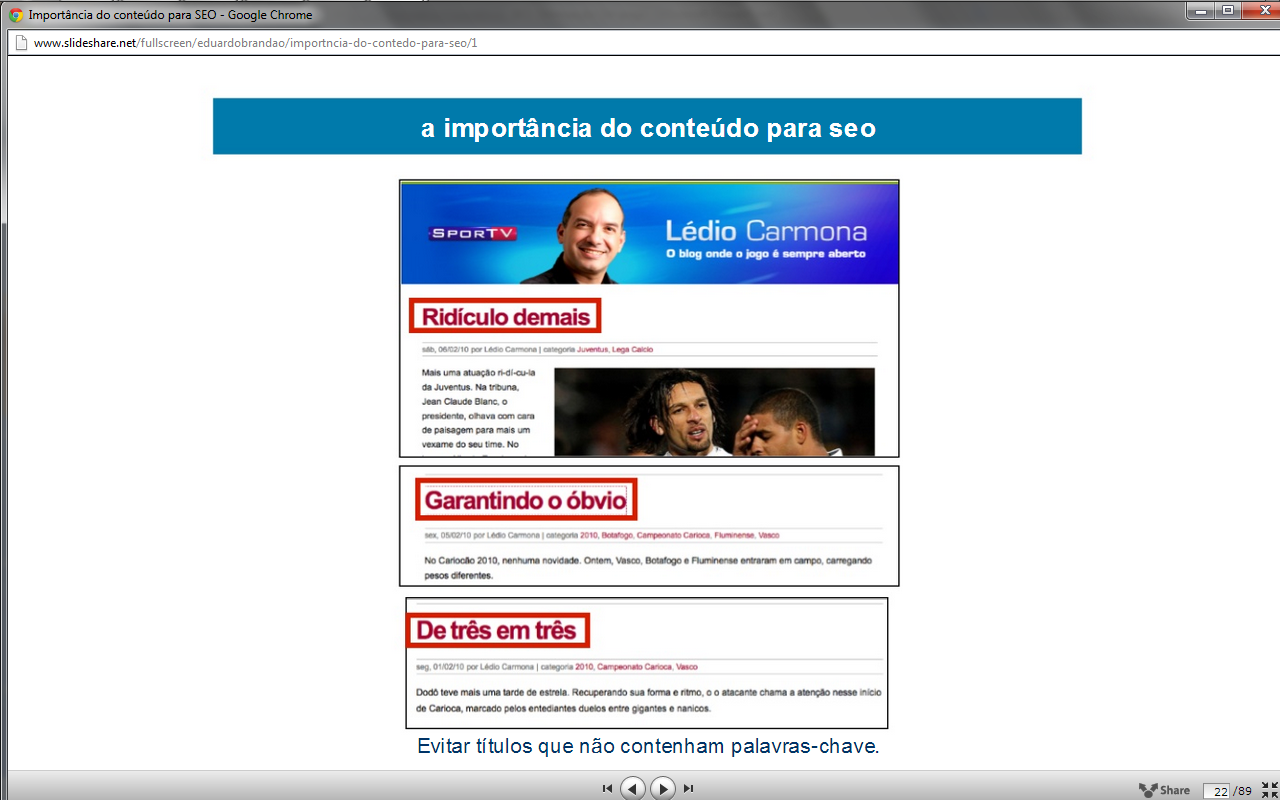 Importância do conteúdo para SEO - Google Chrome
www.slideshare.net/fullscreen/eduardobrandao/importncia-do-contedo-para-seo/1
a importância do conteúdo para seo
SPORTV
Lédio Carmona
O blog onde o jogo é sempre aberto
Ridículo demais
sáb, 06/02/10 por Lédio Carmona | categoria Juventus, Lega Calcio
Mais uma atuação ri-dí-cu-la
da Juventus. Na tribuna,
Jean Claude Blanc, o
presidente, olhava com cara
de paisagem para mais um
vexame do seu time. No
Garantindo o óbvio
sex, 05/02/10 por Lédio Carmona | categoria 2010, Botafogo, Campeonato Carioca, Fluminense, Vasco
No Cariocão 2010, nenhuma novidade. Ontem, Vasco, Botafogo e Fluminense entraram em campo, carregando
pesos diferentes.
De três em três
seg, 01/02/10 por Lédio Carmona | categoria 2010, Campeonato Carioca, Vasco
Dodô teve mais uma tarde de estrela. Recuperando sua forma e ritmo, o o atacante chama a atenção nesse início
de Carioca, marcado pelos entediantes duelos entre gigantes e nanicos.
Evitar títulos que não contenham palavras-chave.
Share 22 /89